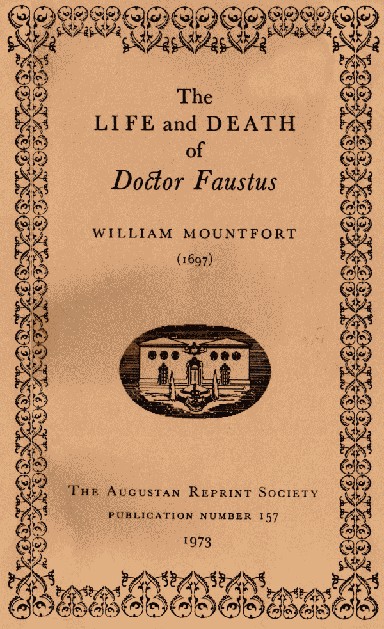 The
LIFE and DEATH
of
Doctor Faustus
WILLIAM MOUNTFORT
(1697)
THE AUGUSTAN REPRINT SOCIETY
PUBLICATION NUMBER 157
1973